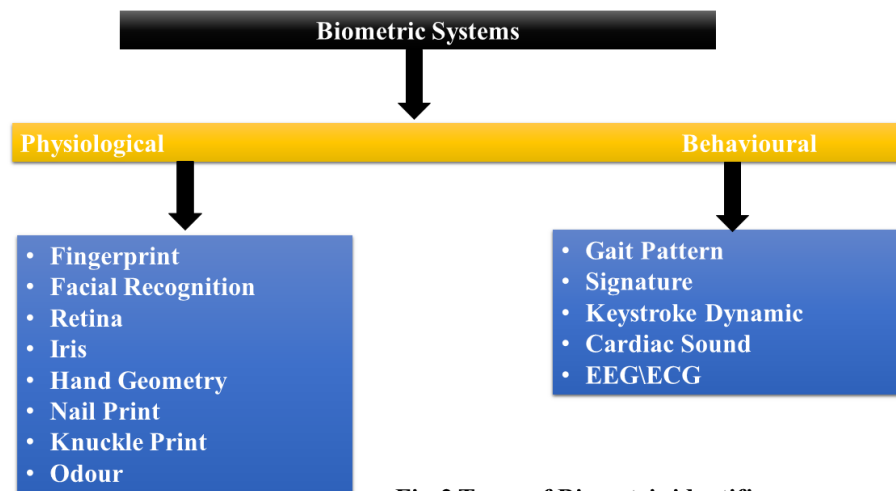 Biometric Systems
Physiological
Behavioural
• Fingerprint
• Facial Recognition
• Retina
• Iris
• Hand Geometry
• Nail Print
• Knuckle Print
• Odour
• Gait Pattern
• Signature
• Keystroke Dynamic
• Cardiac Sound
• EEG\ECG